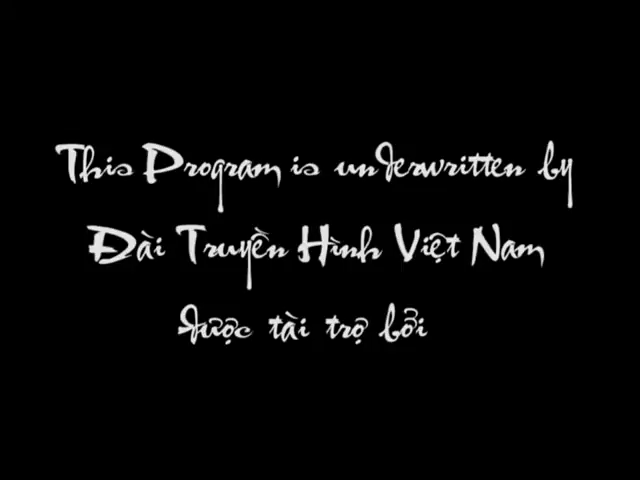 This Program is underwritten by
Đài Truyền Hình Việt Nam
được tài trợ bởi